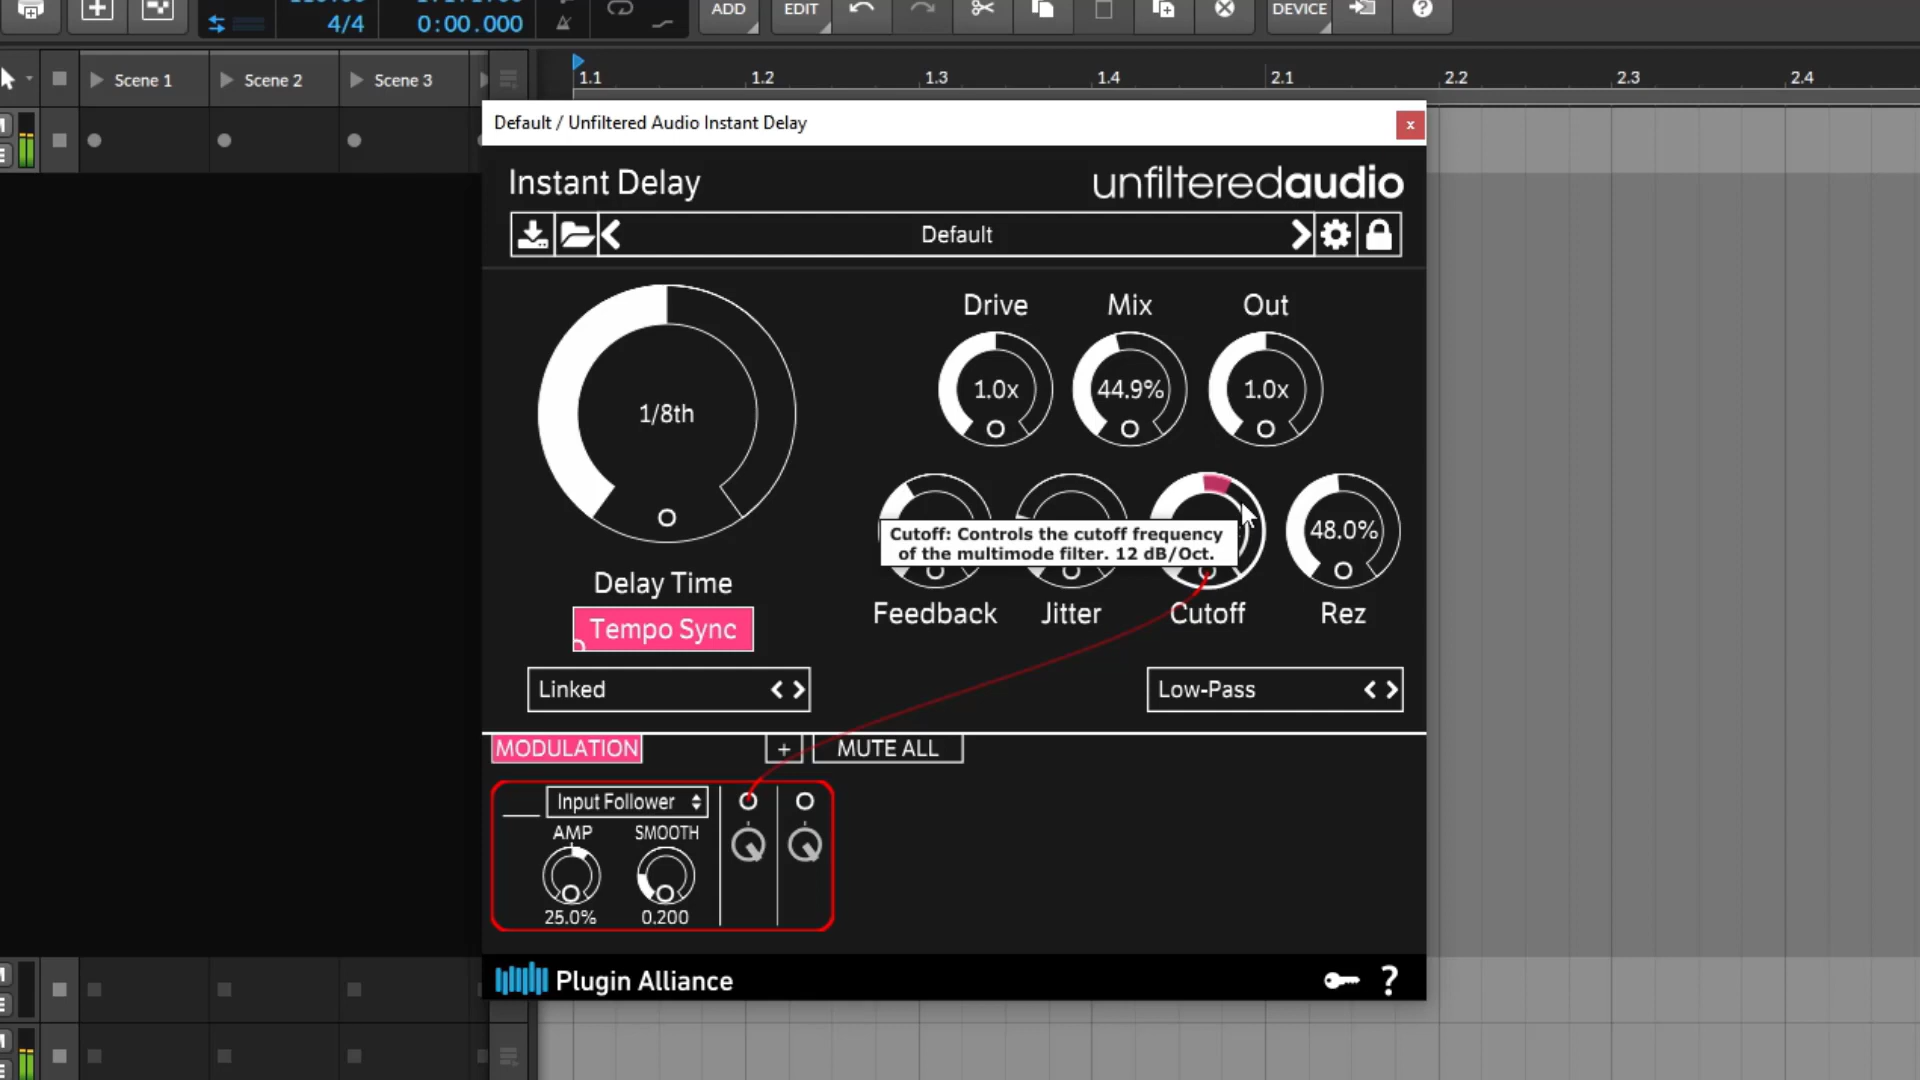 4/4
0:00.000
ADD
EDIT
DEVICE
Scene 1
Scene 2
Scene 3
1.1
1.2
1.3
1.4
2.1
2.2
2.3
2.4
Default / Unfiltered Audio Instant Delay
x
Instant Delay
unfilteredaudio
Default
Drive
Mix
Out
1/8th
1.0x
44.9%
1.0x
Cutoff: Controls the cutoff frequency
of the multimode filter. 12 dB/Oct.
48.0%
Delay Time
Feedback
Jitter
Cutoff
Rez
Tempo Sync
Linked
Low-Pass
MODULATION
+
MUTE ALL
Input Follower
AMP
SMOOTH
25.0%
0.200
Plugin Alliance
?